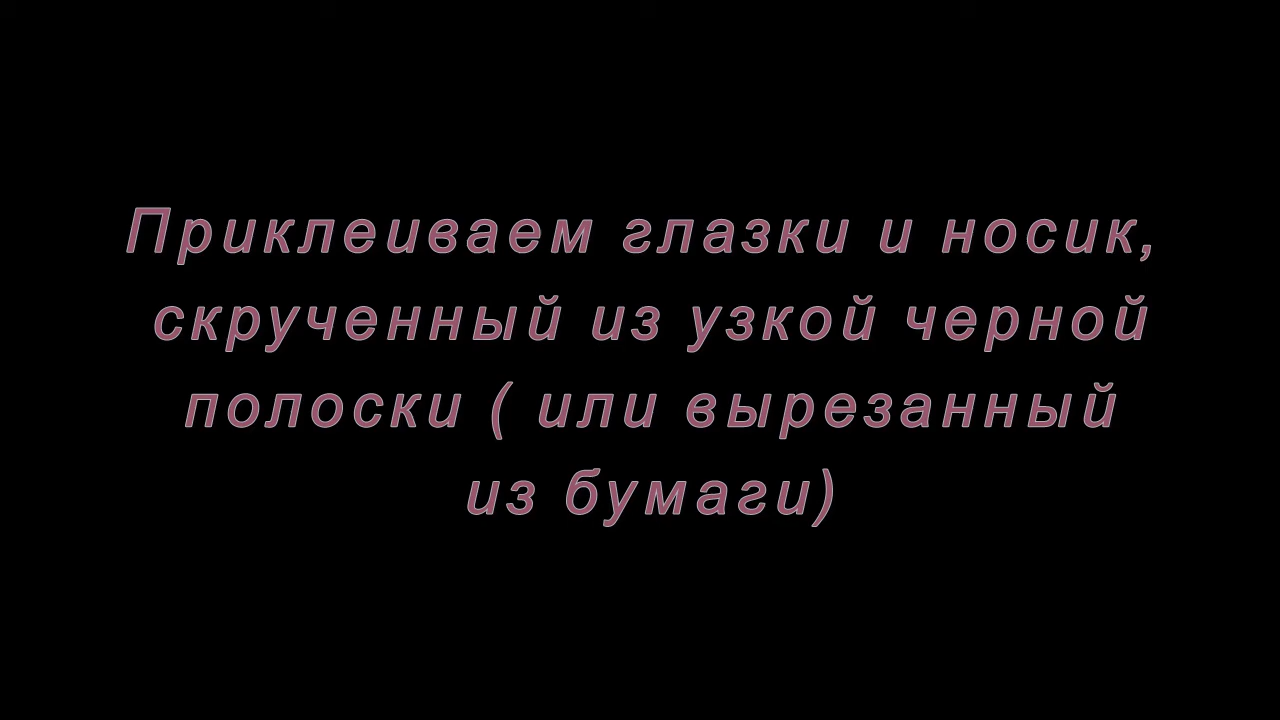 Приклеиваем глазки и носик,
скрученный из узкой черной
полоски ( или вырезанный
из бумаги)